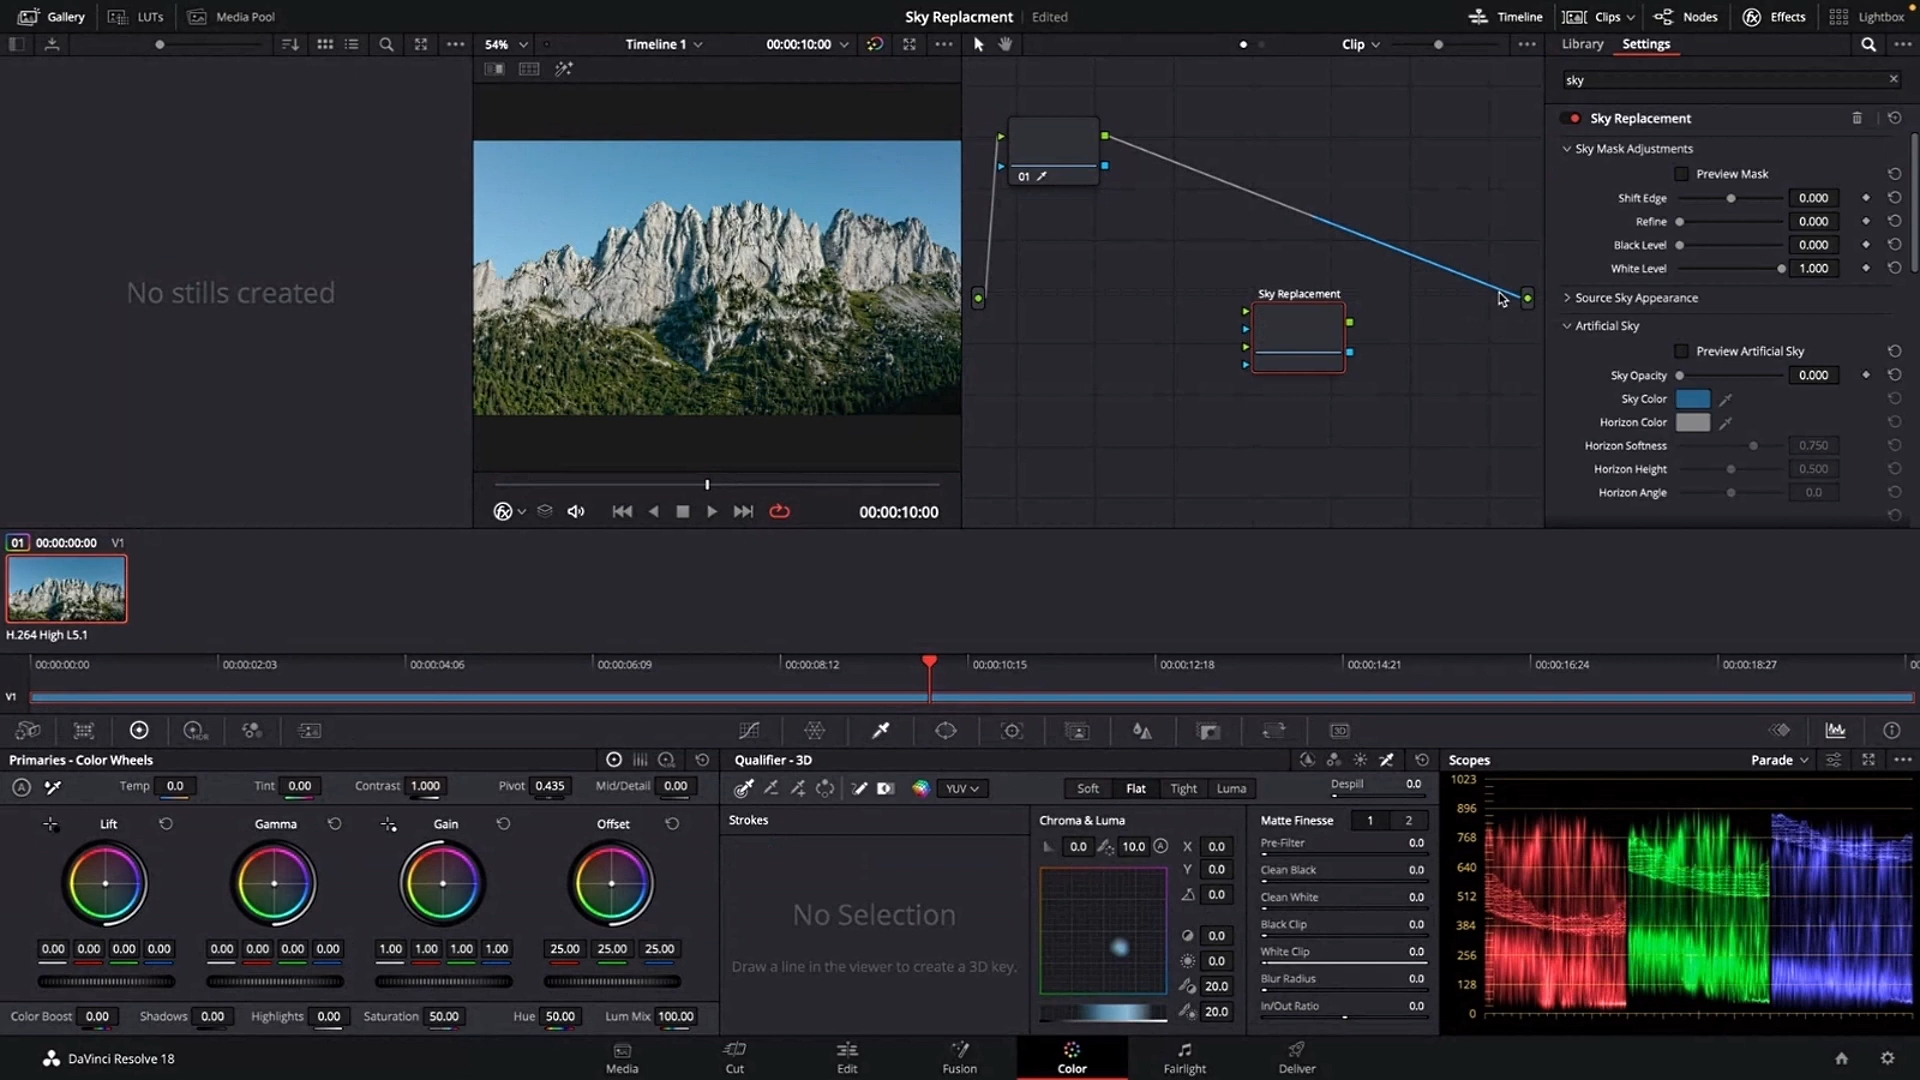 Gallery LUTs Media Pool Sky Replacment Edited Timeline Clips Nodes Effects Lightbox
54% Timeline 1 00:00:10:00 Clip Library Settings
sky
Sky Replacement
Sky Mask Adjustments
Preview Mask
Shift Edge 0.000
Refine 0.000
Black Level 0.000
White Level 1.000
Source Sky Appearance
Artificial Sky
Preview Artificial Sky
Sky Opacity 0.000
Sky Color
Horizon Color
Horizon Softness 0.750
Horizon Height 0.500
Horizon Angle 0.0
No stills created
01
Sky Replacement
00:00:10:00
01 00:00:00:00 V1
H.264 High L5.1
00:00:00:00 00:00:02:03 00:00:04:06 00:00:06:09 00:00:08:12 00:00:10:15 00:00:12:18 00:00:14:21 00:00:16:24 00:00:18:27 00
V1
HDR 3D
Primaries - Color Wheels
Temp 0.0 Tint 0.00 Contrast 1.000 Pivot 0.435 Mid/Detail 0.00
Lift Gamma Gain Offset
0.00 0.00 0.00 0.00 0.00 0.00 0.00 0.00 1.00 1.00 1.00 1.00 25.00 25.00 25.00
Color Boost 0.00 Shadows 0.00 Highlights 0.00 Saturation 50.00 Hue 50.00 Lum Mix 100.00
Qualifier - 3D
YUV Soft Flat Tight Luma Despill 0.0
Strokes
No Selection
Draw a line in the viewer to create a 3D key.
Chroma & Luma
0.0 10.0 A X 0.0
Y 0.0
0.0
0.0
0.0
20.0
20.0
Matte Finesse 1 2
Pre-Filter 0.0
Clean Black 0.0
Clean White 0.0
Black Clip 0.0
White Clip 0.0
Blur Radius 0.0
In/Out Ratio 0.0
Scopes Parade
1023
896
768
640
512
384
256
128
0
DaVinci Resolve 18 Media Cut Edit Fusion Color Fairlight Deliver